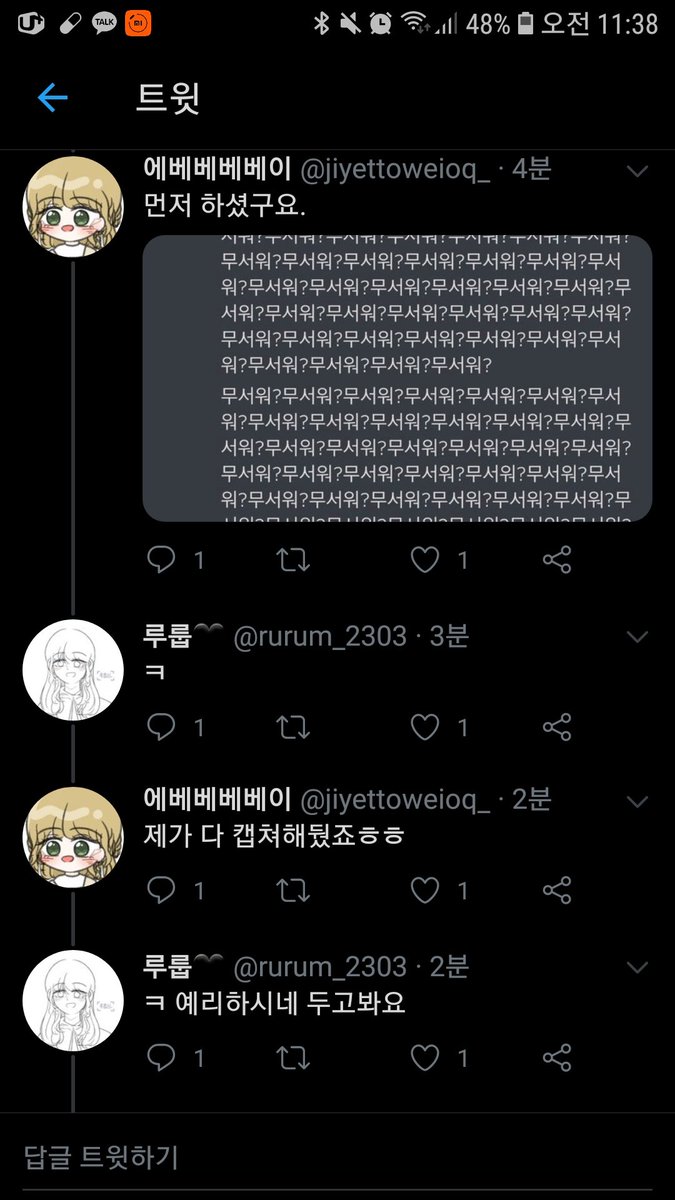 TALK
48% 오전 11:38
트윗
에베베베베이 @jiyettoweioq_ · 4분
먼저 하셨구요.
서워?무서워?무서워?무서워?무서워?무서워?무서워?
무서워?무서워?무서워?무서워?무서워?무서워?무서
워?무서워?무서워?무서워?무서워?무서워?무서워?무
서워?무서워?무서워?무서워?무서워?무서워?무서워?
무서워?무서워?무서워?무서워?무서워?무서워?무서
워?무서워?무서워?무서워?무서워?
무서워?무서워?무서워?무서워?무서워?무서워?무서
워?무서워?무서워?무서워?무서워?무서워?무서워?무
서워?무서워?무서워?무서워?무서워?무서워?무서워?
무서워?무서워?무서워?무서워?무서워?무서워?무서
워?무서워?무서워?무서워?무서워?무서워?무서워?무
서워?무서워?무서워?무서워?무서워?무서워?무서워?
1 1
루룹 @rurum_2303 · 3분
ㅋ
1 1
에베베베베이 @jiyettoweioq_ · 2분
제가 다 캡쳐해뒀죠ㅎㅎ
1 1
루룹 @rurum_2303 · 2분
ㅋ 예리하시네 두고봐요
1 1
답글 트윗하기